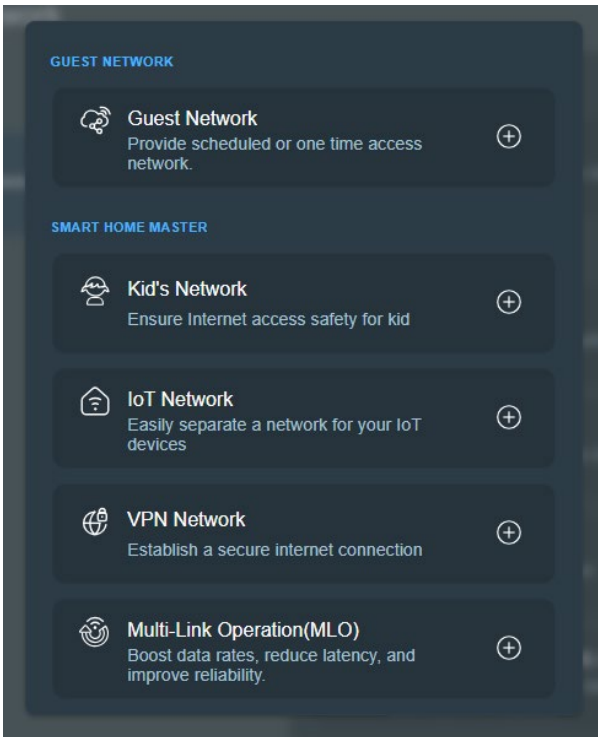 GUEST NETWORK
Guest Network
Provide scheduled or one time access
network.
SMART HOME MASTER
Kid's Network
Ensure Internet access safety for kid
IoT Network
Easily separate a network for your IoT
devices
VPN Network
Establish a secure internet connection
Multi-Link Operation(MLO)
Boost data rates, reduce latency, and
improve reliability.